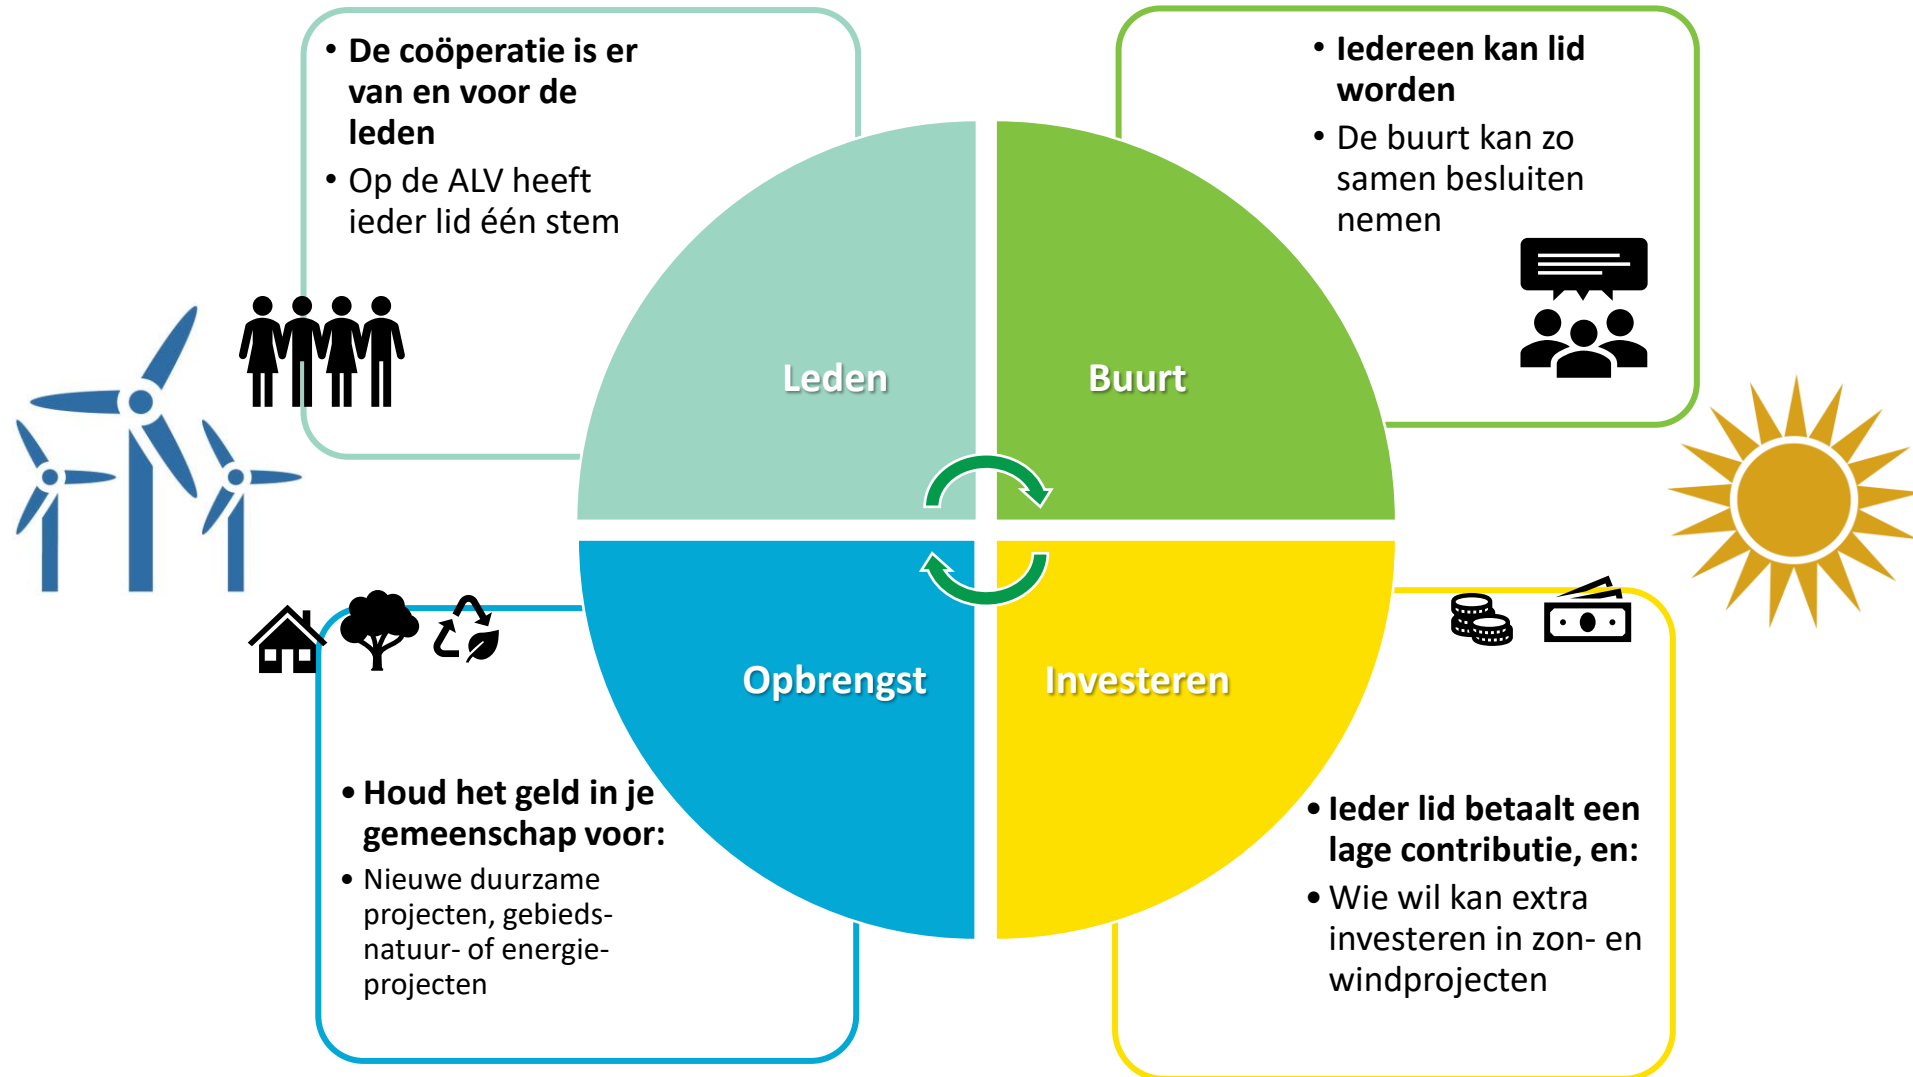 • De coöperatie is er
van en voor de
leden
• Op de ALV heeft
ieder lid één stem
• Iedereen kan lid
worden
• De buurt kan zo
samen besluiten
nemen
Leden
Buurt
Opbrengst
Investeren
• Houd het geld in je
gemeenschap voor:
• Nieuwe duurzame
projecten, gebieds-
natuur- of energie-
projecten
• Ieder lid betaalt een
lage contributie, en:
• Wie wil kan extra
investeren in zon- en
windprojecten